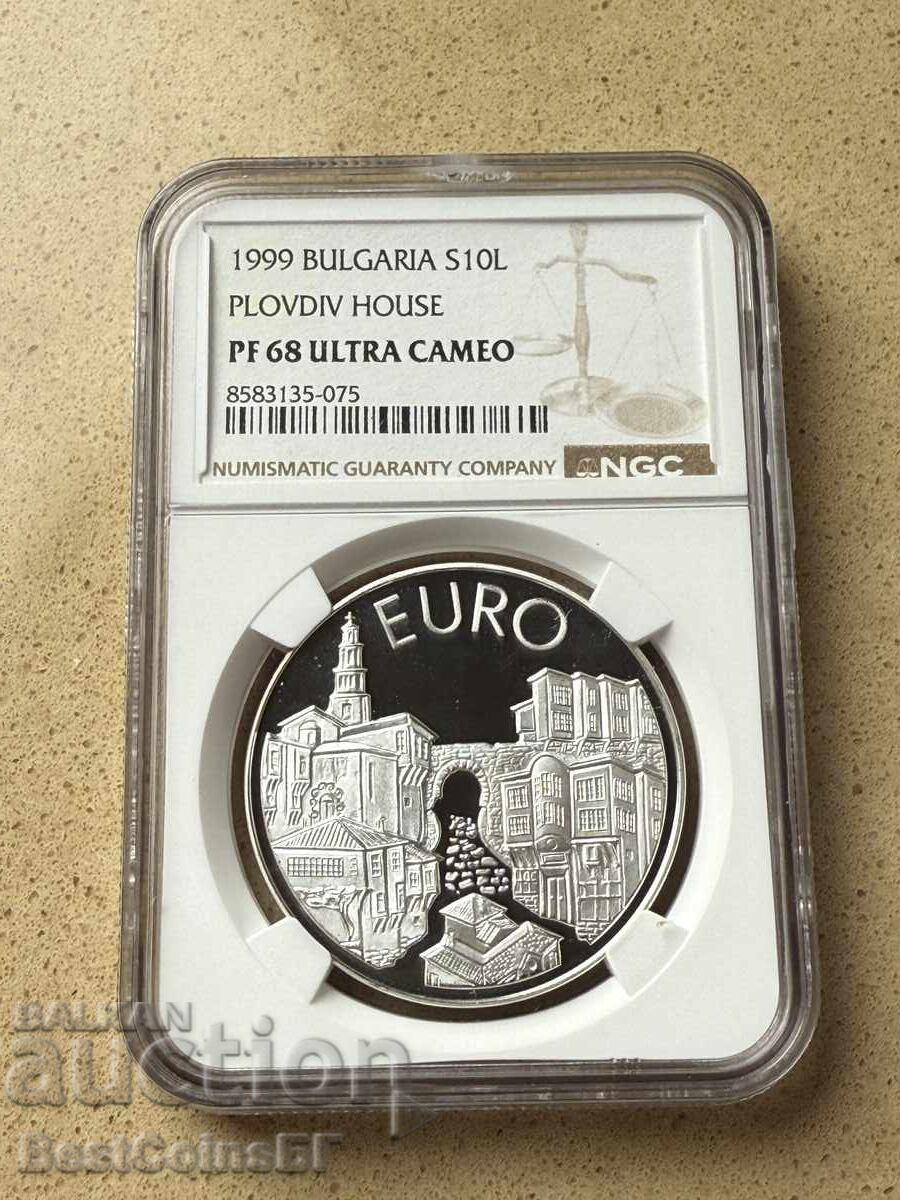 1999 BULGARIA S10L
PLOVDIV HOUSE
PF 68 ULTRA CAMEO
8583135-075
NUMISMATIC GUARANTY COMPANY NGC
EURO
BALKAN
auction
BestCoinsБГ